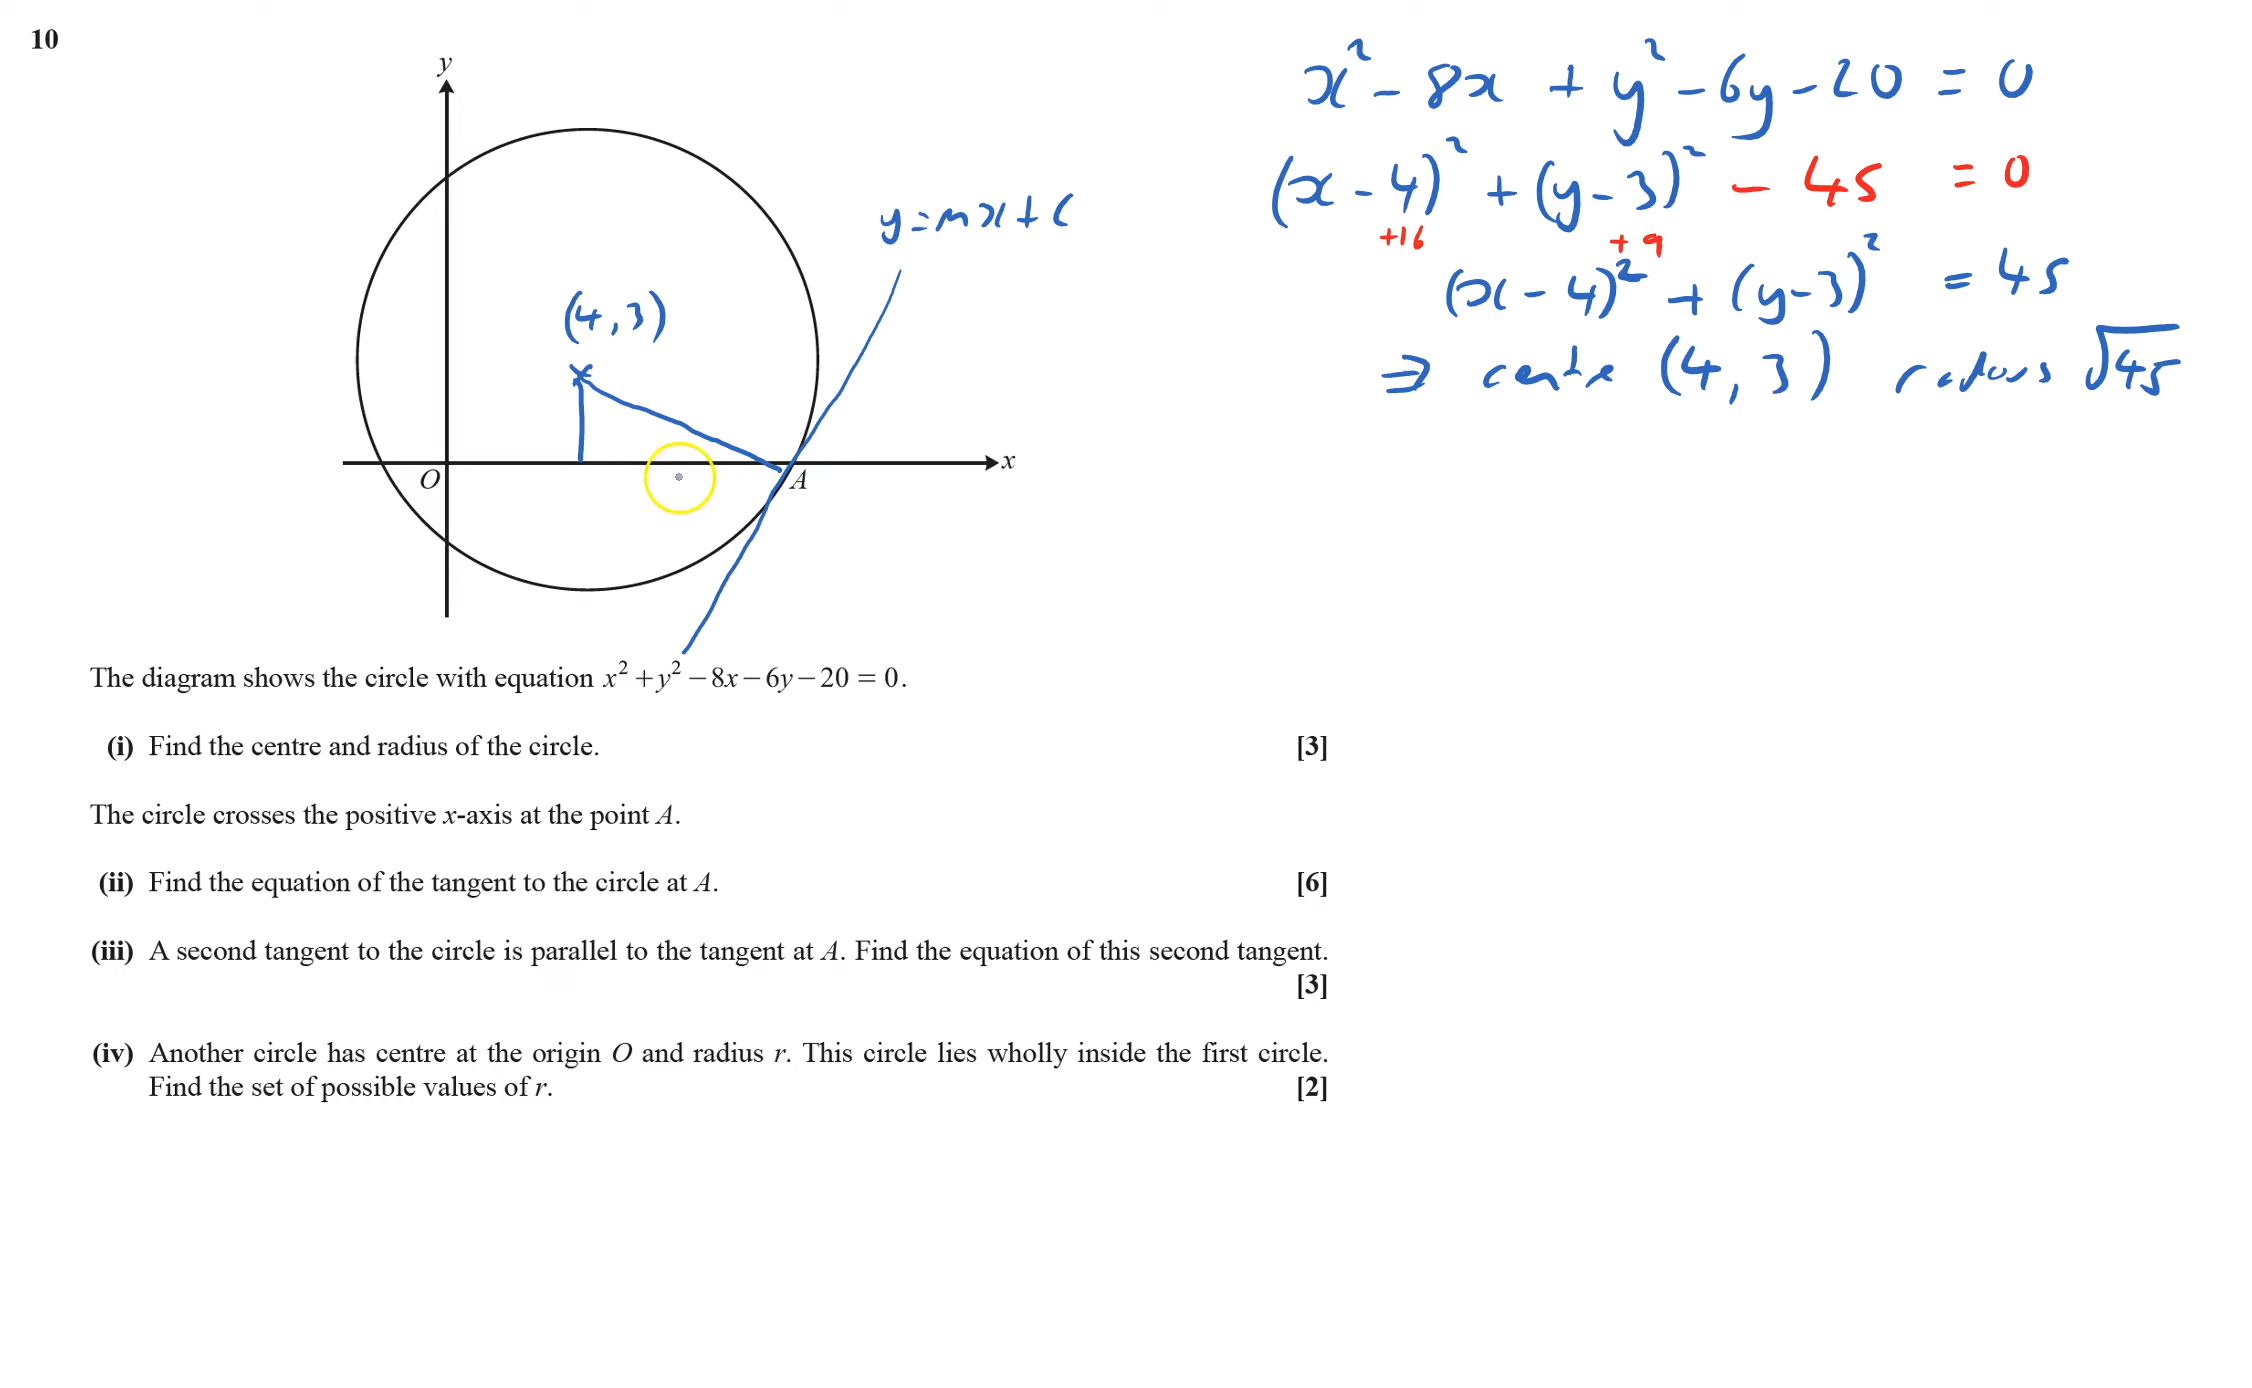 10
y
x² - 8x + y² - 6y - 20 = 0
(x - 4)² + (y - 3)² - 45 = 0
+16 +9
y = mx + c
(x - 4)² + (y - 3)² = 45
(4, 3)
⇒ centre (4, 3) radius √45
x
O
A
The diagram shows the circle with equation x² + y² − 8x − 6y − 20 = 0.
(i) Find the centre and radius of the circle. [3]
The circle crosses the positive x-axis at the point A.
(ii) Find the equation of the tangent to the circle at A. [6]
(iii) A second tangent to the circle is parallel to the tangent at A. Find the equation of this second tangent.
[3]
(iv) Another circle has centre at the origin O and radius r. This circle lies wholly inside the first circle.
Find the set of possible values of r. [2]